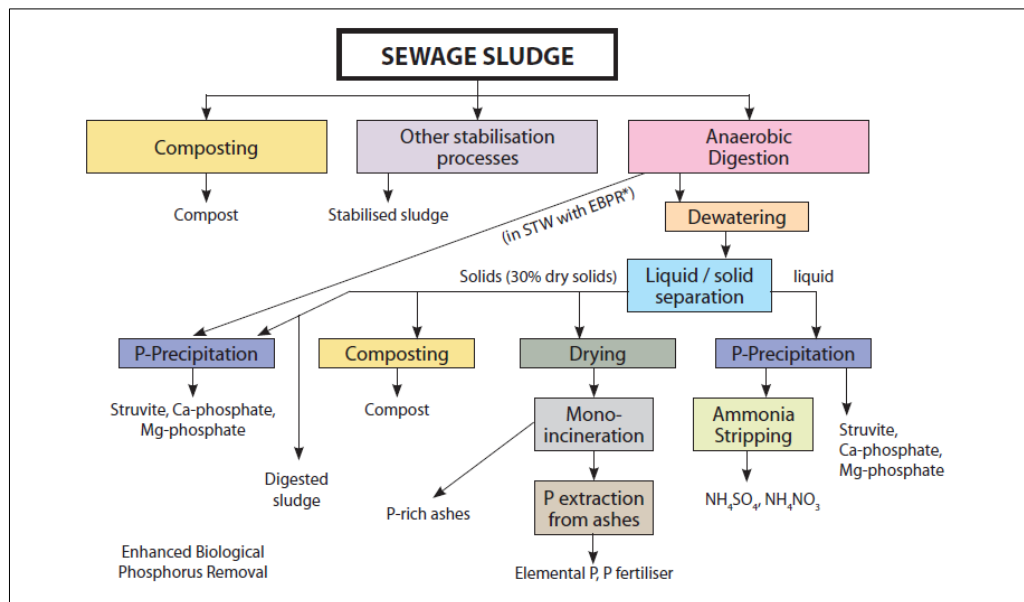 SEWAGE SLUDGE
Composting
Other stabilisation
processes
Anaerobic
Digestion
Compost
Stabilised sludge
(in STW with EBPR*)
Dewatering
Solids (30% dry solids)
Liquid / solid
separation
liquid
P-Precipitation
Composting
Drying
P-Precipitation
Struvite, Ca-phosphate,
Mg-phosphate
Compost
Mono-
incineration
Ammonia
Stripping
Struvite,
Ca-phosphate,
Mg-phosphate
Digested
sludge
P-rich ashes
P extraction
from ashes
NH₄SO₄, NH₄NO₃
Enhanced Biological
Phosphorus Removal
Elemental P, P fertiliser